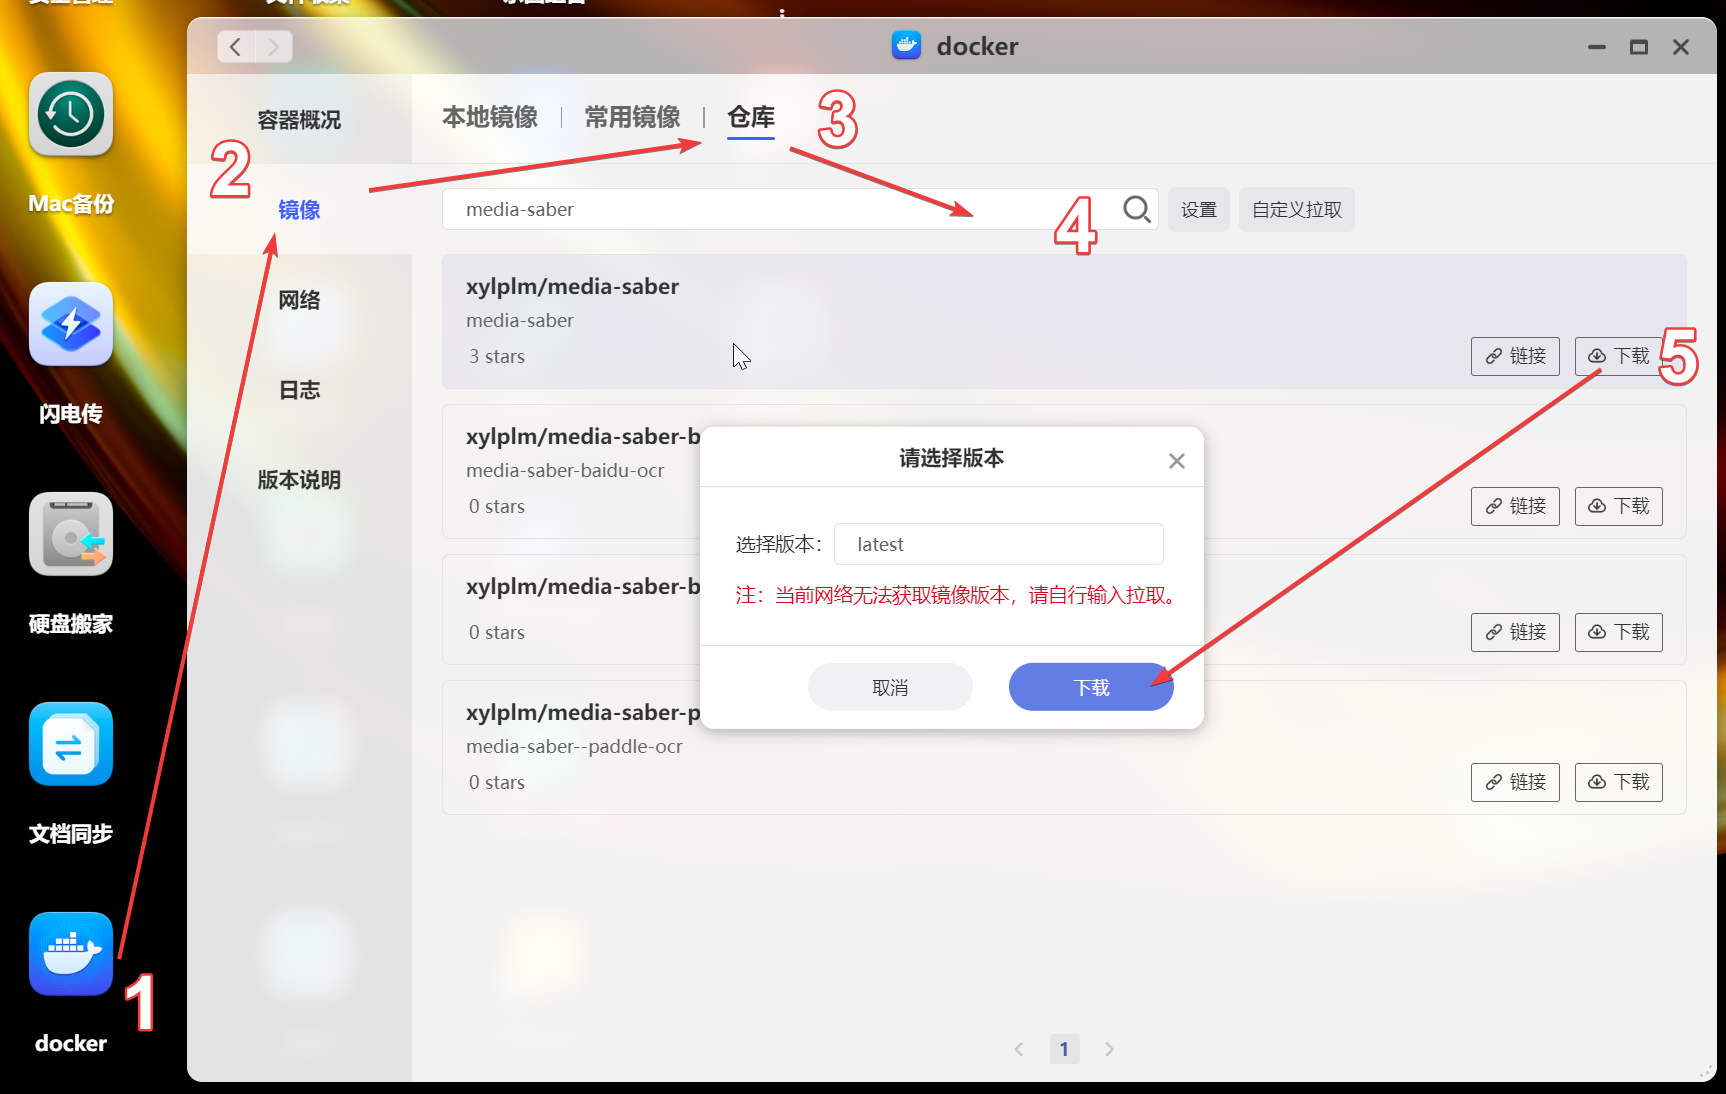 docker
Mac备份
闪电传
硬盘搬家
文档同步
docker
1
容器概况
2
镜像
网络
日志
版本说明
本地镜像
常用镜像
仓库
3
media-saber
4
设置
自定义拉取
xylplm/media-saber
media-saber
3 stars
链接
下载
5
xylplm/media-saber-b
media-saber-baidu-ocr
0 stars
链接
下载
xylplm/media-saber-b
0 stars
链接
下载
xylplm/media-saber-p
media-saber--paddle-ocr
0 stars
链接
下载
请选择版本
选择版本：
latest
注：当前网络无法获取镜像版本，请自行输入拉取。
取消
下载
1